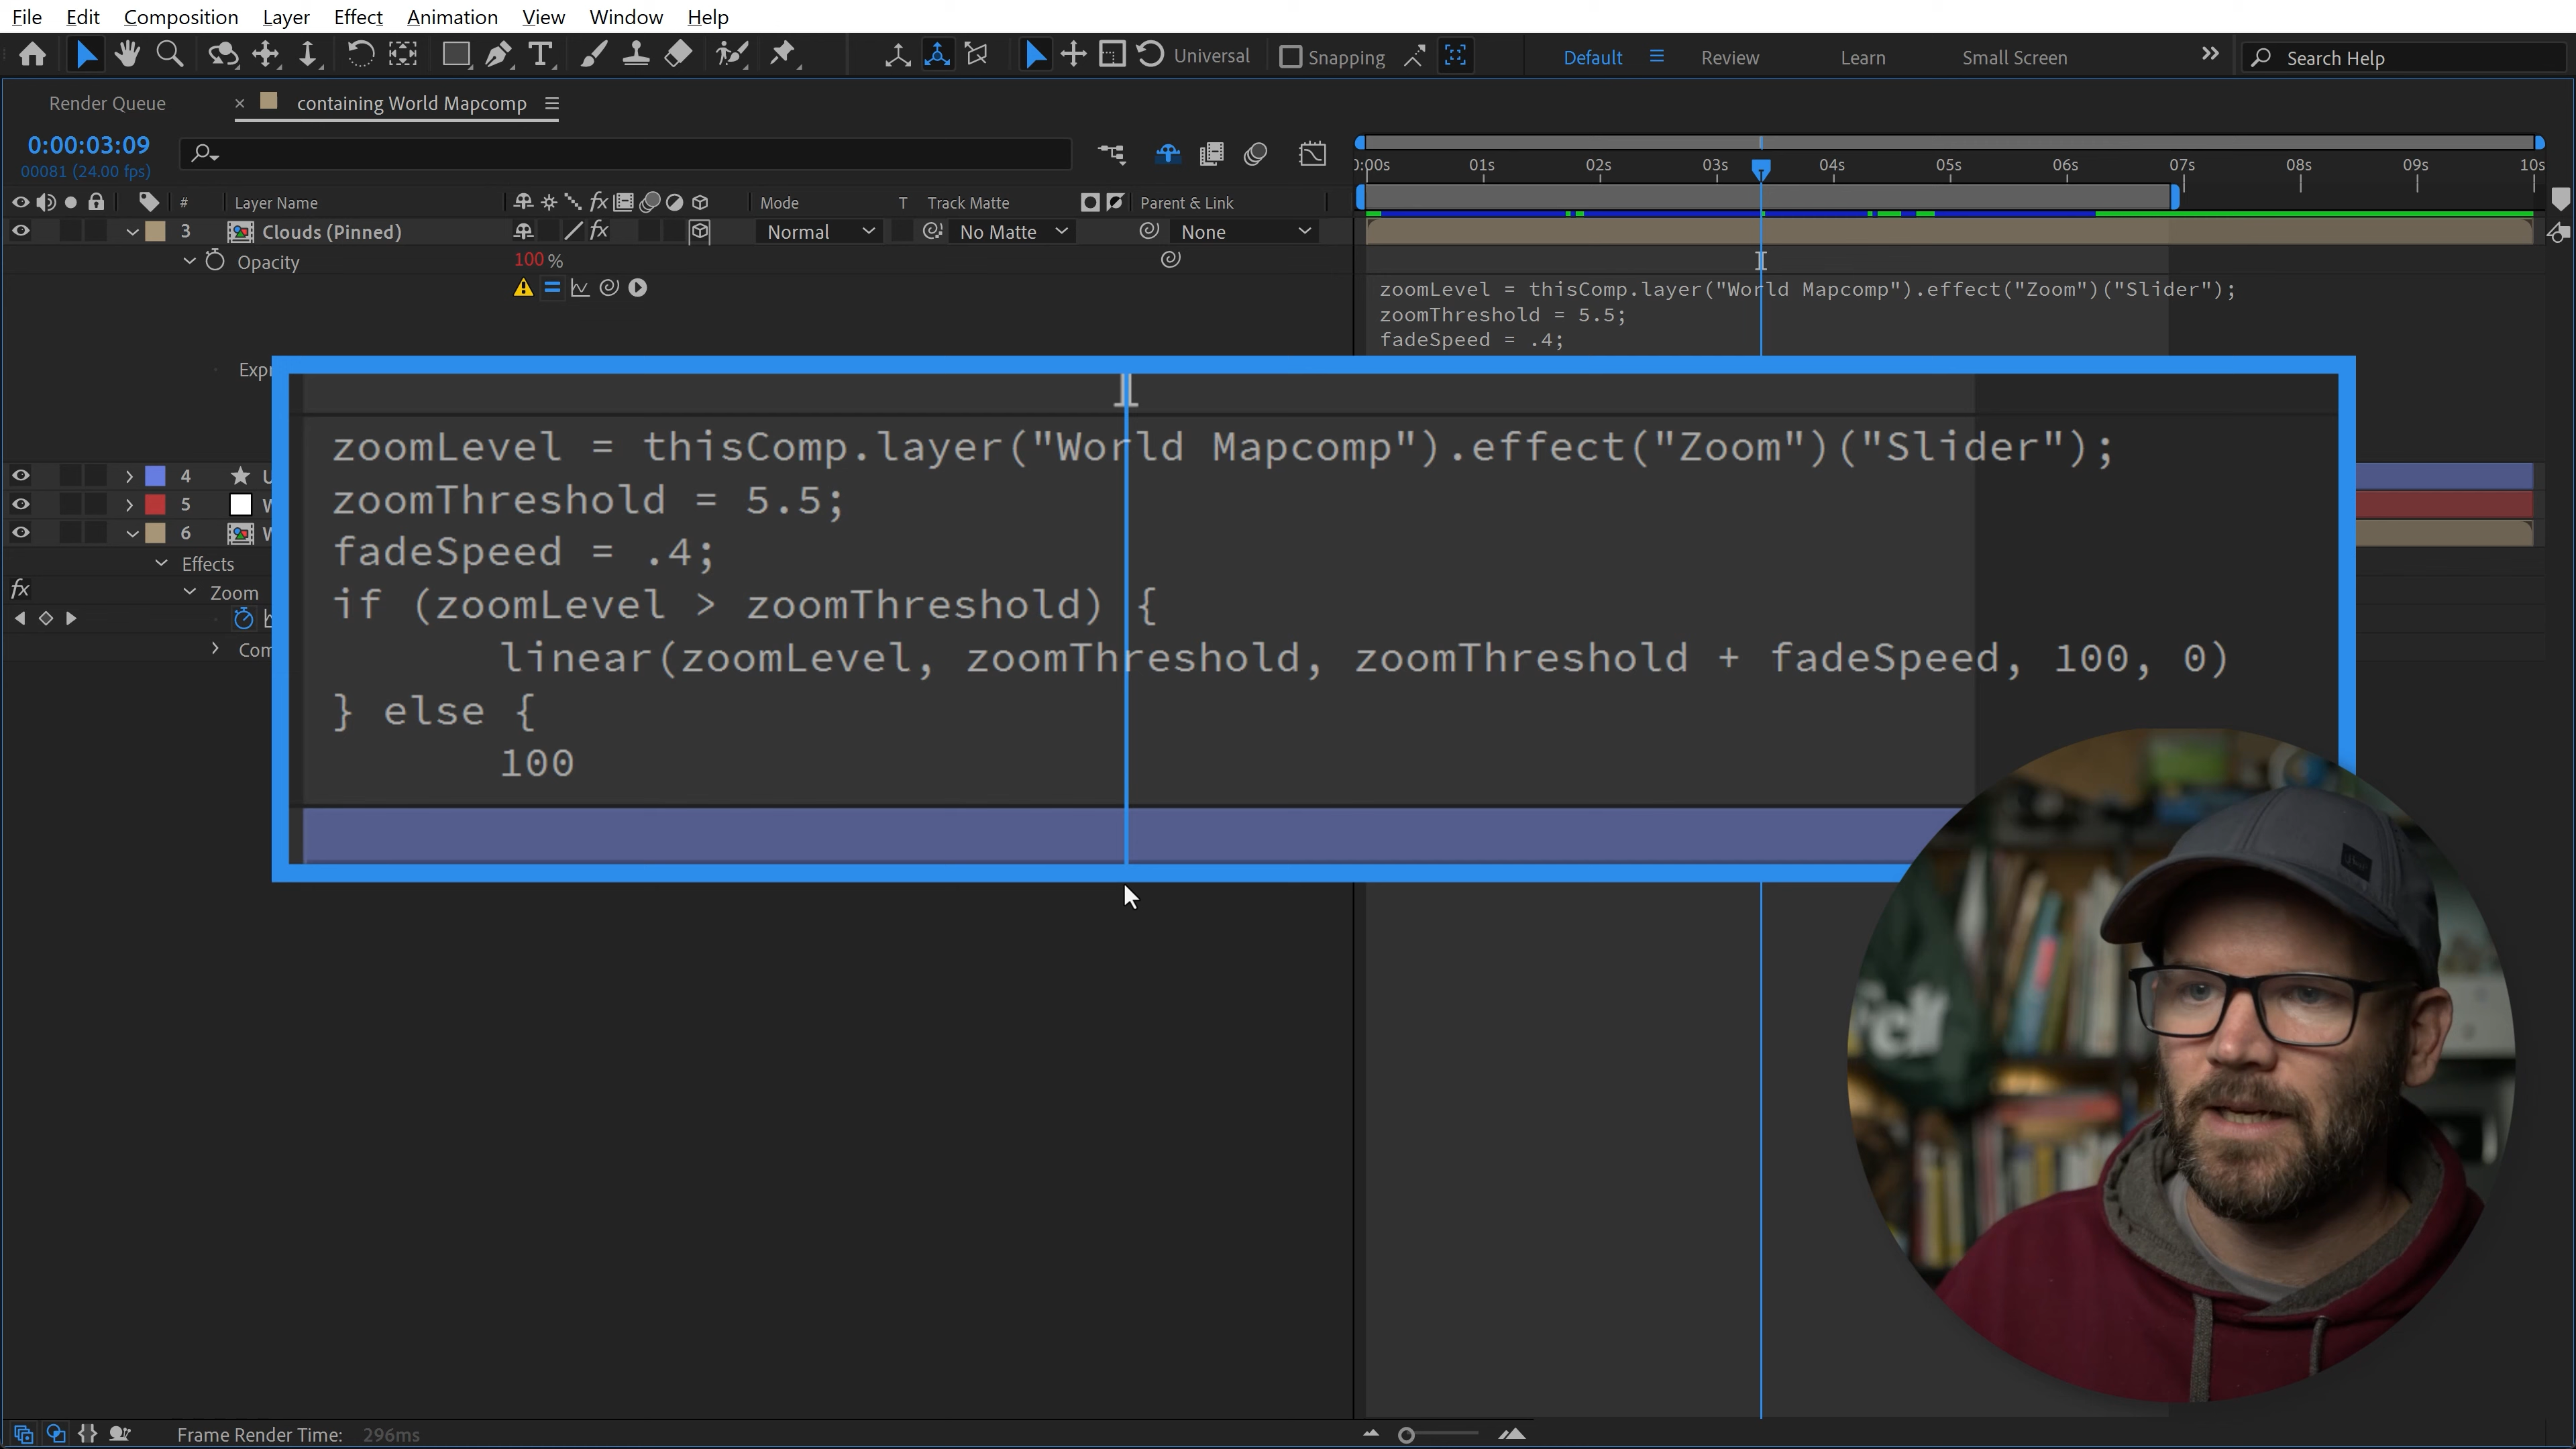 File Edit Composition Layer Effect Animation View Window Help
Universal Snapping Default Review Learn Small Screen Search Help
Render Queue × containing World Mapcomp
0:00:03:09
00081 (24.00 fps)
:00s 01s 02s 03s 04s 05s 06s 07s 08s 09s 10s
# Layer Name fx Mode T Track Matte Parent & Link
3 Clouds (Pinned) fx Normal No Matte None
Opacity 100 %
zoomLevel = thisComp.layer("World Mapcomp").effect("Zoom")("Slider");
zoomThreshold = 5.5;
fadeSpeed = .4;
Expr
zoomLevel = thisComp.layer("World Mapcomp").effect("Zoom")("Slider");
zoomThreshold = 5.5;
fadeSpeed = .4;
if (zoomLevel > zoomThreshold) {
linear(zoomLevel, zoomThreshold, zoomThreshold + fadeSpeed, 100, 0)
} else {
100
4 U
5 W
6 W
Effects
fx Zoom
Com
Frame Render Time: 296ms